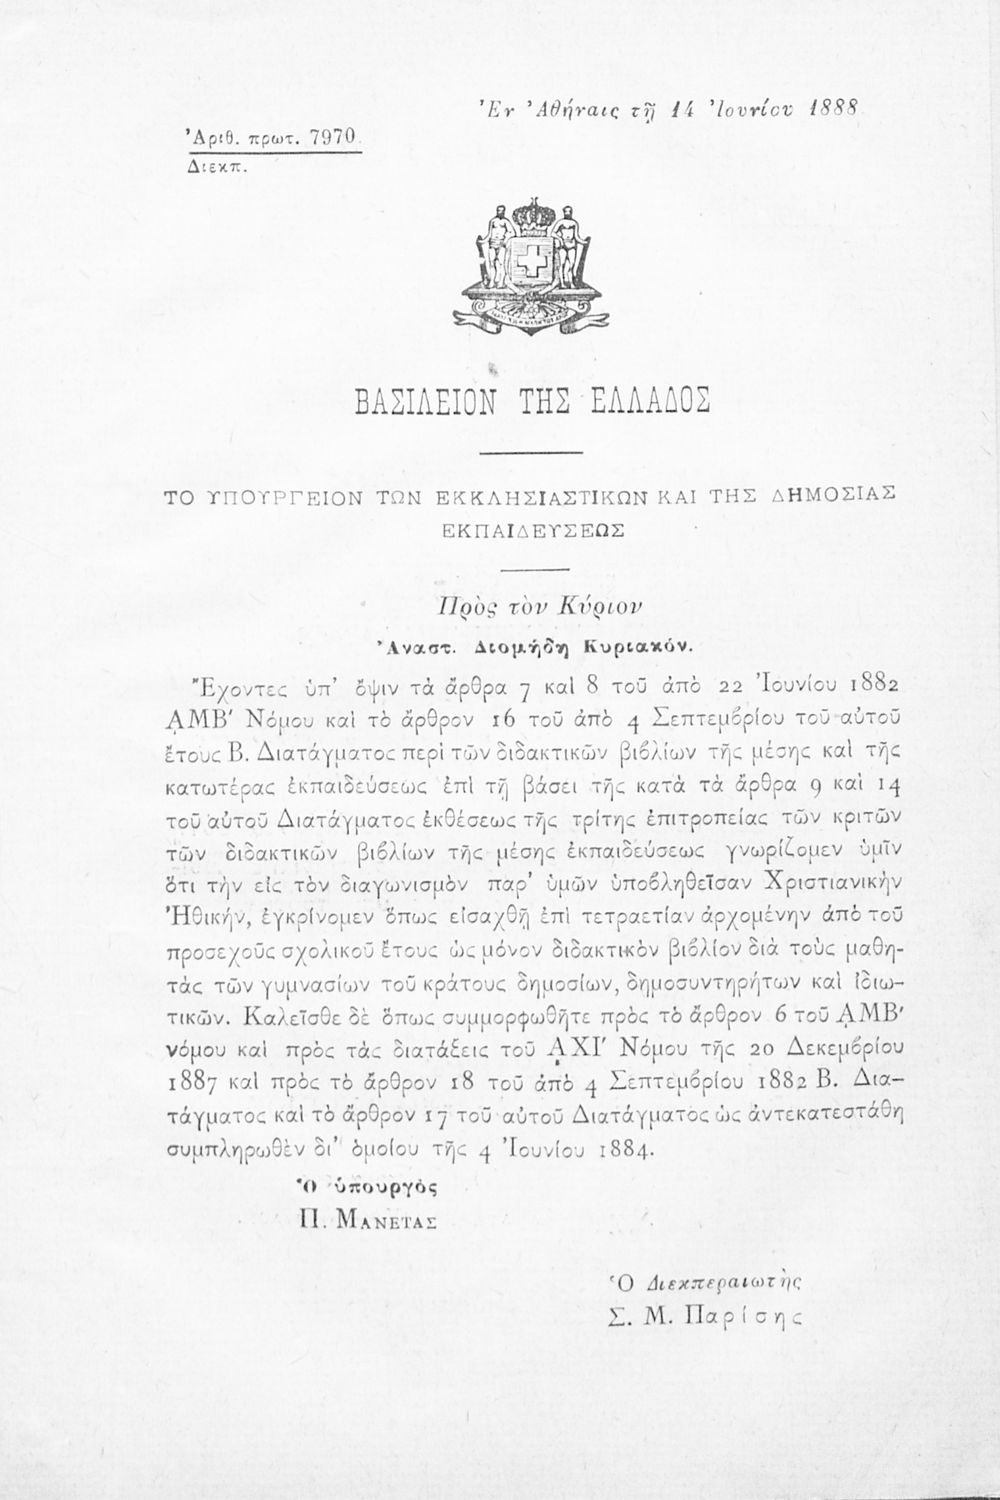 Ἐν Ἀθήναις τῇ 14 Ἰουνίου 1888
Ἀριθ. πρωτ. 7970.
Διεκπ.
ΒΑΣΙΛΕΙΟΝ ΤΗΣ ΕΛΛΑΔΟΣ
ΤΟ ΥΠΟΥΡΓΕΙΟΝ ΤΩΝ ΕΚΚΛΗΣΙΑΣΤΙΚΩΝ ΚΑΙ ΤΗΣ ΔΗΜΟΣΙΑΣ
ΕΚΠΑΙΔΕΥΣΕΩΣ
Πρὸς τὸν Κύριον
Ἀναστ. Διομήδη Κυριακόν.
Ἔχοντες ὑπ’ ὄψιν τὰ ἄρθρα 7 καὶ 8 τοῦ ἀπὸ 22 Ἰουνίου 1882
͵ΑΜΒ′ Νόμου καὶ τὸ ἄρθρον 16 τοῦ ἀπὸ 4 Σεπτεμβρίου τοῦ αὐτοῦ
ἔτους Β. Διατάγματος περὶ τῶν διδακτικῶν βιβλίων τῆς μέσης καὶ τῆς
κατωτέρας ἐκπαιδεύσεως ἐπὶ τῇ βάσει τῆς κατὰ τὰ ἄρθρα 9 καὶ 14
τοῦ αὐτοῦ Διατάγματος ἐκθέσεως τῆς τρίτης ἐπιτροπείας τῶν κριτῶν
τῶν διδακτικῶν βιβλίων τῆς μέσης ἐκπαιδεύσεως γνωρίζομεν ὑμῖν
ὅτι τὴν εἰς τὸν διαγωνισμὸν παρ’ ὑμῶν ὑποβληθεῖσαν Χριστιανικὴν
Ἠθικήν, ἐγκρίνομεν ὅπως εἰσαχθῇ ἐπὶ τετραετίαν ἀρχομένην ἀπὸ τοῦ
προσεχοῦς σχολικοῦ ἔτους ὡς μόνον διδακτικὸν βιβλίον διὰ τοὺς μαθη-
τὰς τῶν γυμνασίων τοῦ κράτους δημοσίων, δημοσυντηρήτων καὶ ἰδιω-
τικῶν. Καλεῖσθε δὲ ὅπως συμμορφωθῆτε πρὸς τὸ ἄρθρον 6 τοῦ ͵ΑΜΒ′
νόμου καὶ πρὸς τὰς διατάξεις τοῦ ͵ΑΧΙ′ Νόμου τῆς 20 Δεκεμβρίου
1887 καὶ πρὸς τὸ ἄρθρον 18 τοῦ ἀπὸ 4 Σεπτεμβρίου 1882 Β. Δια-
τάγματος καὶ τὸ ἄρθρον 17 τοῦ αὐτοῦ Διατάγματος ὡς ἀντεκατεστάθη
συμπληρωθὲν δι’ ὁμοίου τῆς 4 Ἰουνίου 1884.
Ὁ ὑπουργὸς
Π. ΜΑΝΕΤΑΣ
Ὁ Διεκπεραιωτὴς
Σ. Μ. Παρίσης